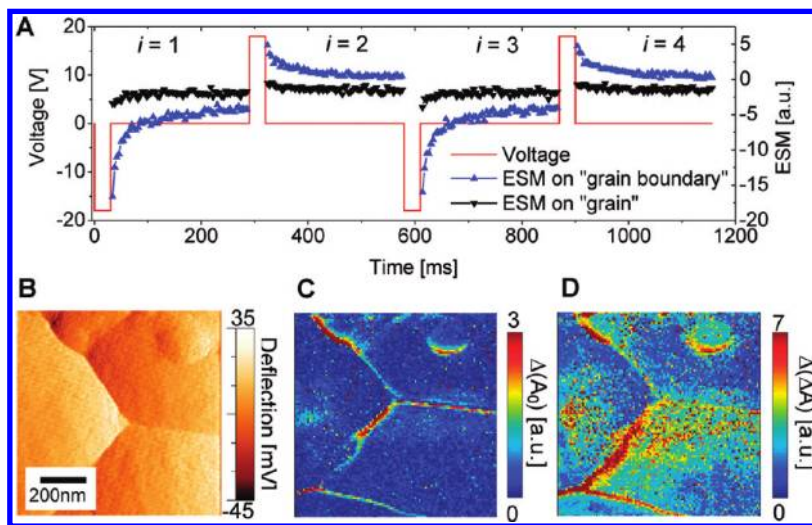 A
i = 1
i = 2
i = 3
i = 4
Voltage [V]
20
10
0
-10
-20
ESM [a.u.]
5
0
-5
-10
-15
-20
Voltage
ESM on "grain boundary"
ESM on "grain"
0
200
400
600
800
1000
1200
Time [ms]
B
200nm
35
Deflection [mV]
-45
C
3
Δ(A₀) [a.u.]
0
D
7
Δ(ΔA) [a.u.]
0